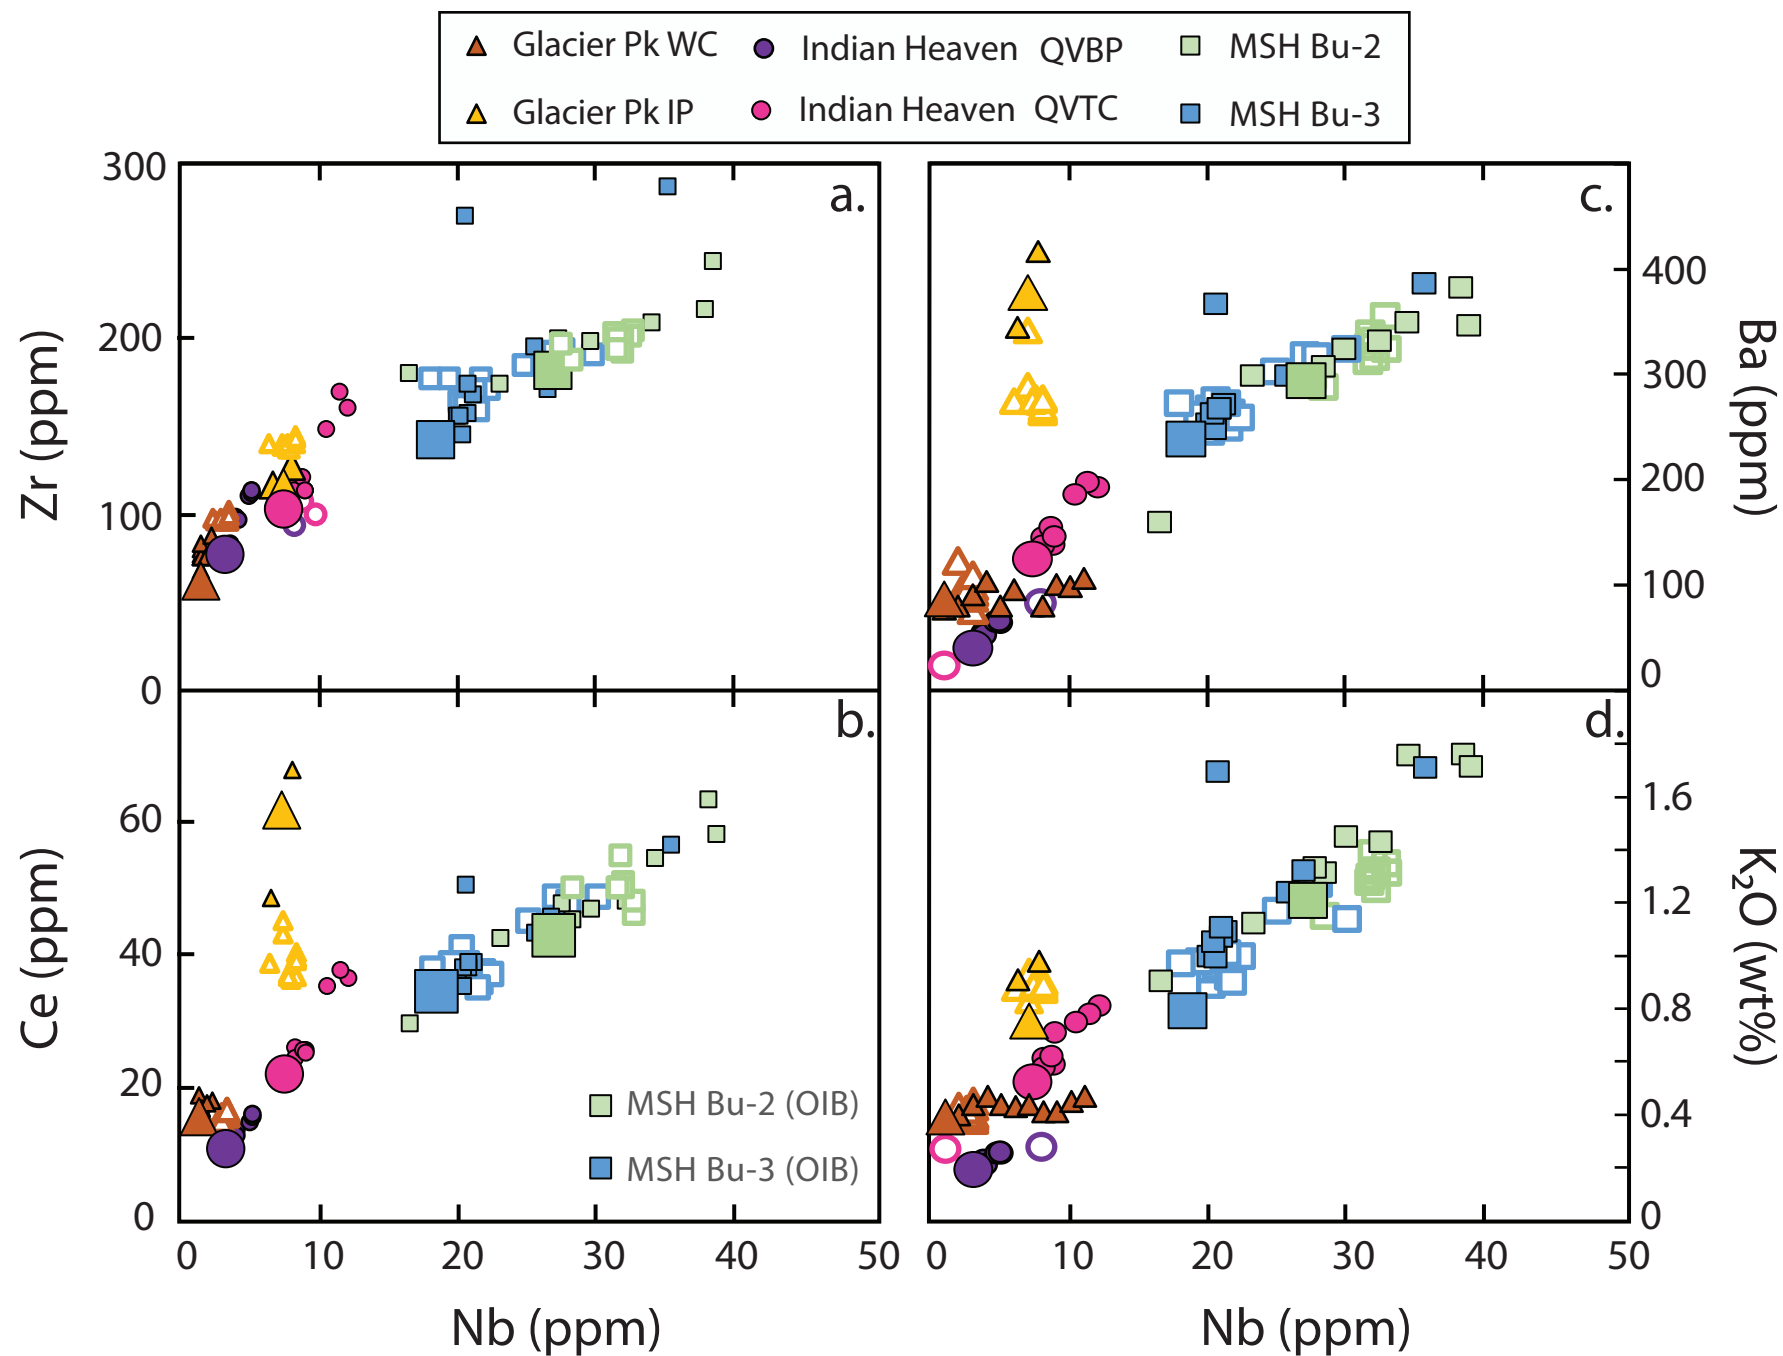 Glacier Pk WC Indian Heaven QVBP MSH Bu-2
Glacier Pk IP Indian Heaven QVTC MSH Bu-3
300
200
100
0
Zr (ppm)
a.
c.
400
300
200
100
0
Ba (ppm)
60
40
20
0
Ce (ppm)
b.
MSH Bu-2 (OIB)
MSH Bu-3 (OIB)
d.
1.6
1.2
0.8
0.4
0
K2O (wt%)
0 10 20 30 40 50
0 10 20 30 40 50
Nb (ppm)
Nb (ppm)